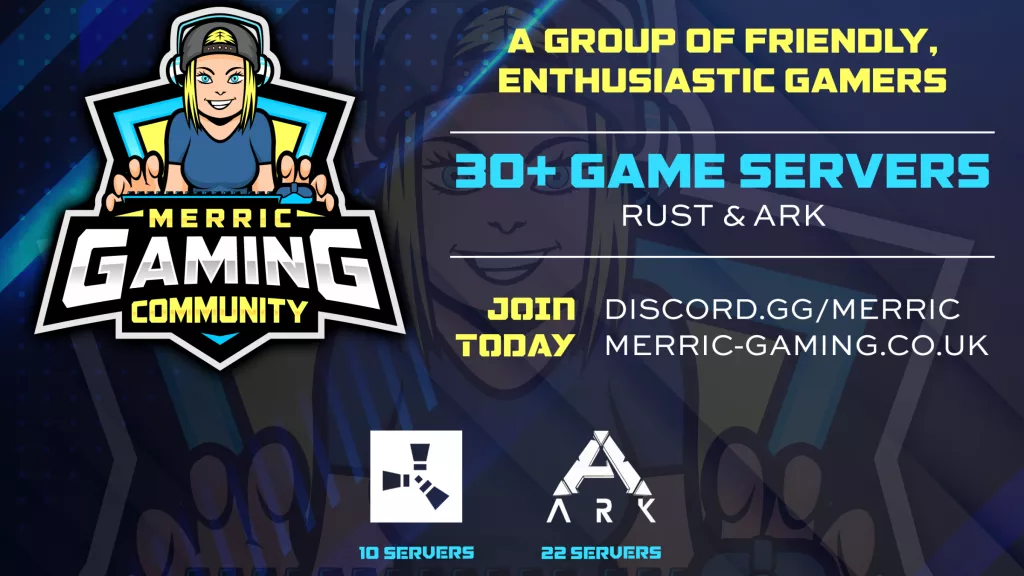 MERRIC
GAMING
COMMUNITY
A GROUP OF FRIENDLY,
ENTHUSIASTIC GAMERS
30+ GAME SERVERS
RUST & ARK
JOIN TODAY
DISCORD.GG/MERRIC
MERRIC-GAMING.CO.UK
ARK
10 SERVERS
22 SERVERS